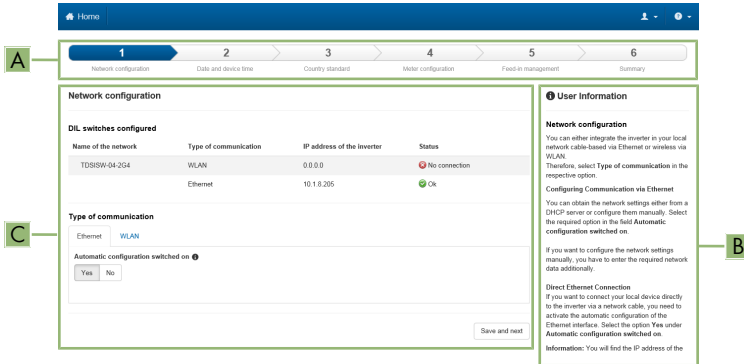 Home
A
1 2 3 4 5 6
Network configuration Date and device time Country standard Meter configuration Feed-in management Summary
C
Network configuration
DIL switches configured
Name of the network Type of communication IP address of the inverter Status
TDSISW-04-2G4 WLAN 0.0.0.0 No connection
Ethernet 10.1.8.205 Ok
Type of communication
Ethernet WLAN
Automatic configuration switched on
Yes No
Save and next
B
User Information
Network configuration
You can either integrate the inverter in your local
network cable-based via Ethernet or wireless via
WLAN.
Therefore, select Type of communication in the
respective option.
Configuring Communication via Ethernet
You can obtain the network settings either from a
DHCP server or configure them manually. Select
the required option in the field Automatic
configuration switched on.
If you want to configure the network settings
manually, you have to enter the required network
data additionally.
Direct Ethernet Connection
If you want to connect your local device directly
to the inverter via a network cable, you need to
activate the automatic configuration of the
Ethernet interface. Select the option Yes under
Automatic configuration switched on.
Information: You will find the IP address of the